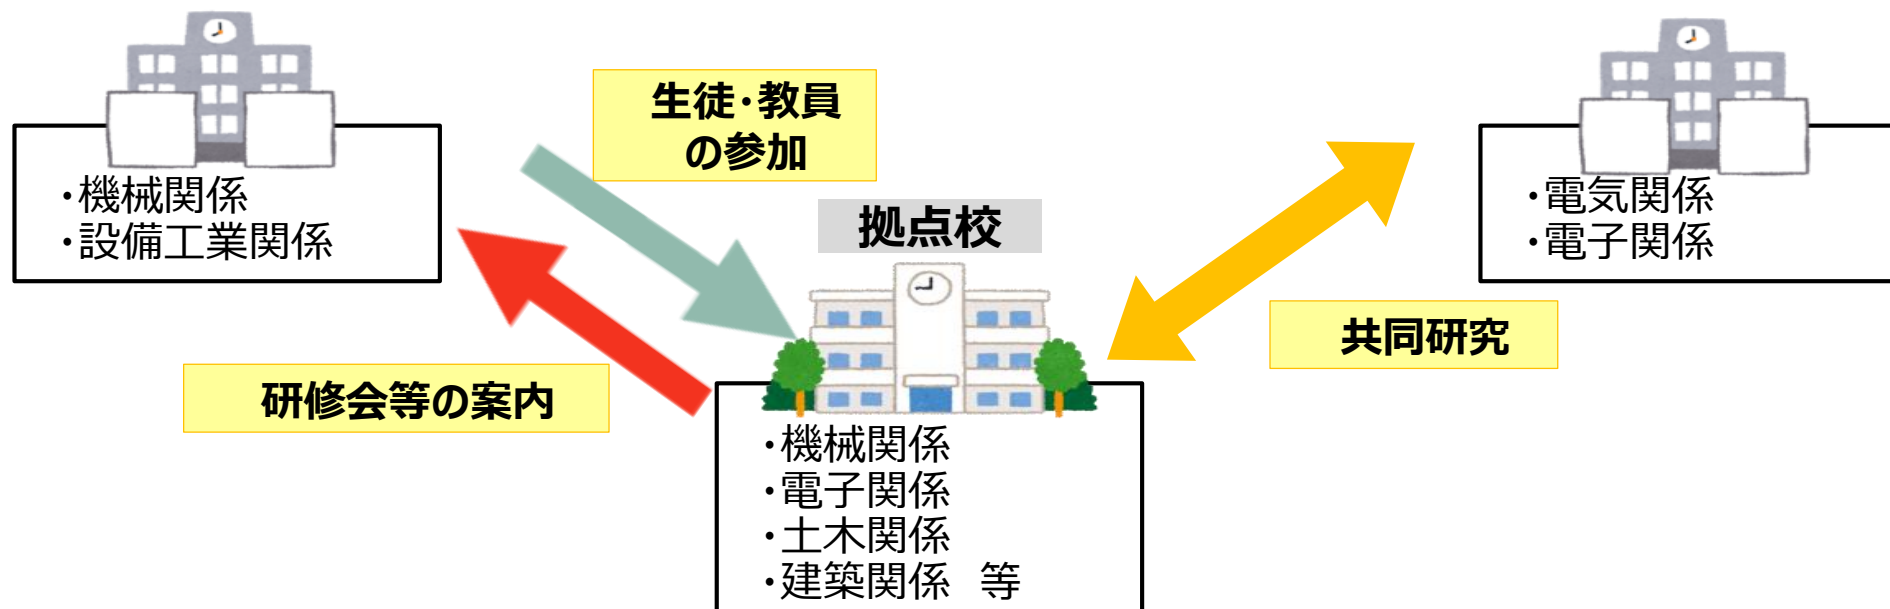 生徒・教員
の参加
・機械関係
・設備工業関係
拠点校
・電気関係
・電子関係
共同研究
研修会等の案内
・機械関係
・電子関係
・土木関係
・建築関係　等